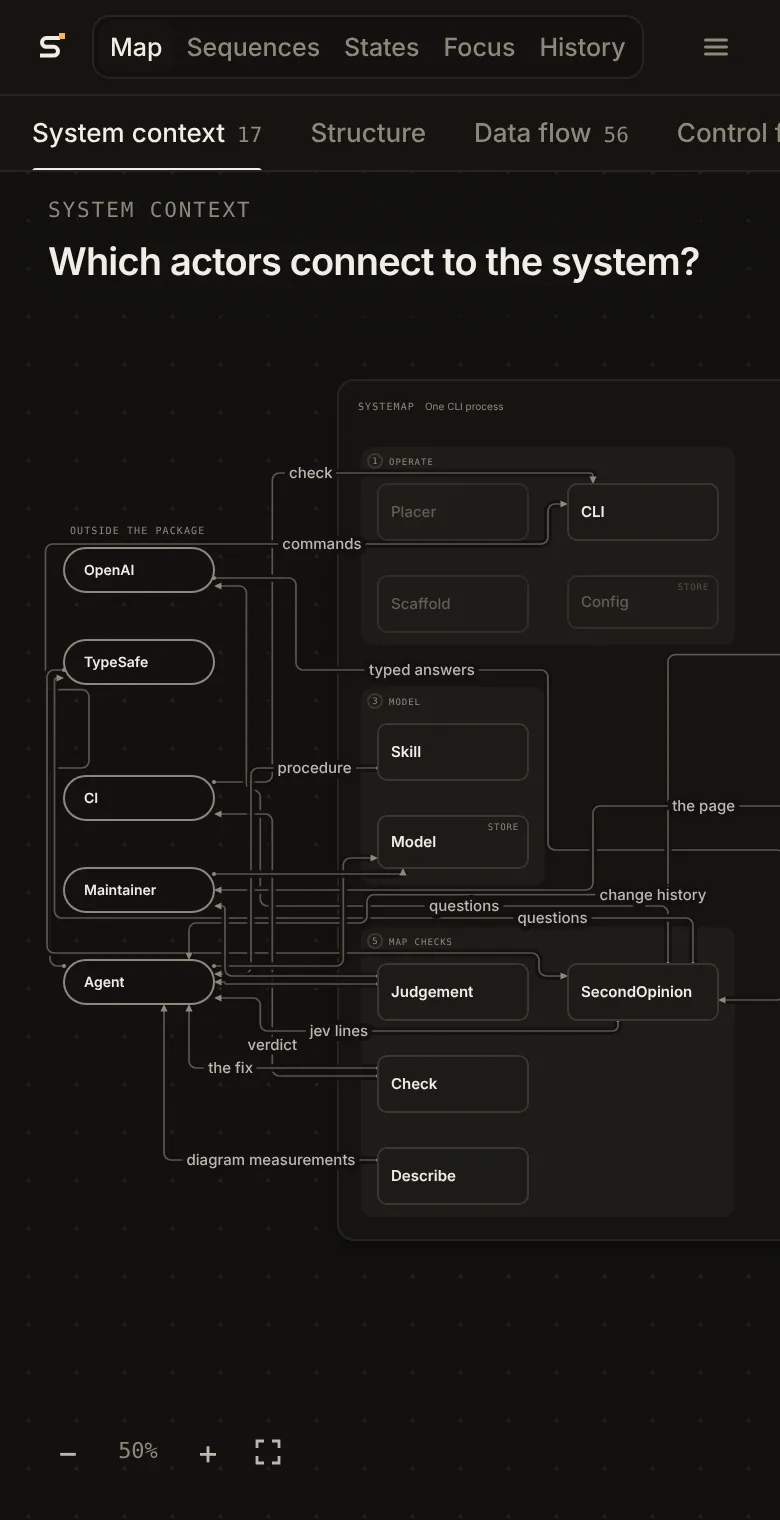 S
Map Sequences States Focus History
System context 17 Structure Data flow 56 Control f
SYSTEM CONTEXT
Which actors connect to the system?
SYSTEMAP One CLI process
1 OPERATE
check
Placer
CLI
OUTSIDE THE PACKAGE
commands
OpenAI
STORE
Scaffold
Config
TypeSafe
typed answers
3 MODEL
Skill
procedure
CI
the page
STORE
Model
Maintainer
change history
questions
questions
5 MAP CHECKS
Agent
Judgement
SecondOpinion
jev lines
verdict
the fix
Check
diagram measurements
Describe
− 50% +